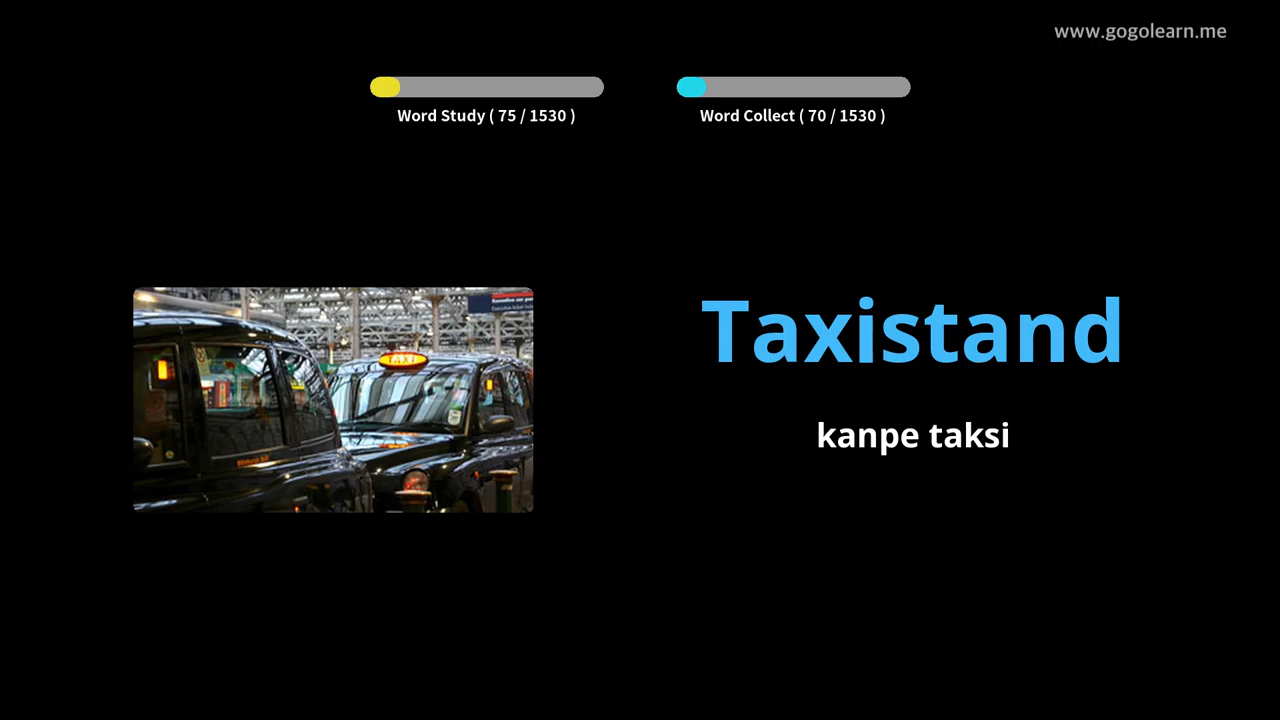 www.gogolearn.me
Word Study ( 75 / 1530 )
Word Collect ( 70 / 1530 )
TAXI
Taxistand
kanpe taksi